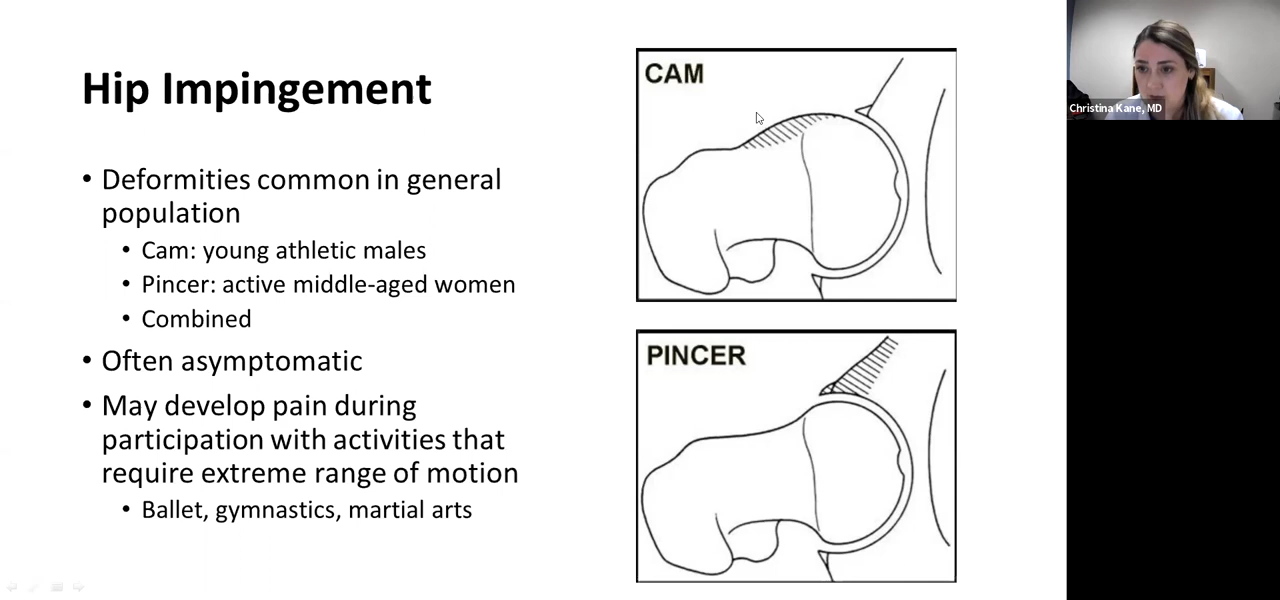 Hip Impingement
• Deformities common in general
population
• Cam: young athletic males
• Pincer: active middle-aged women
• Combined
• Often asymptomatic
• May develop pain during
participation with activities that
require extreme range of motion
• Ballet, gymnastics, martial arts
CAM
PINCER
Christina Kane, MD